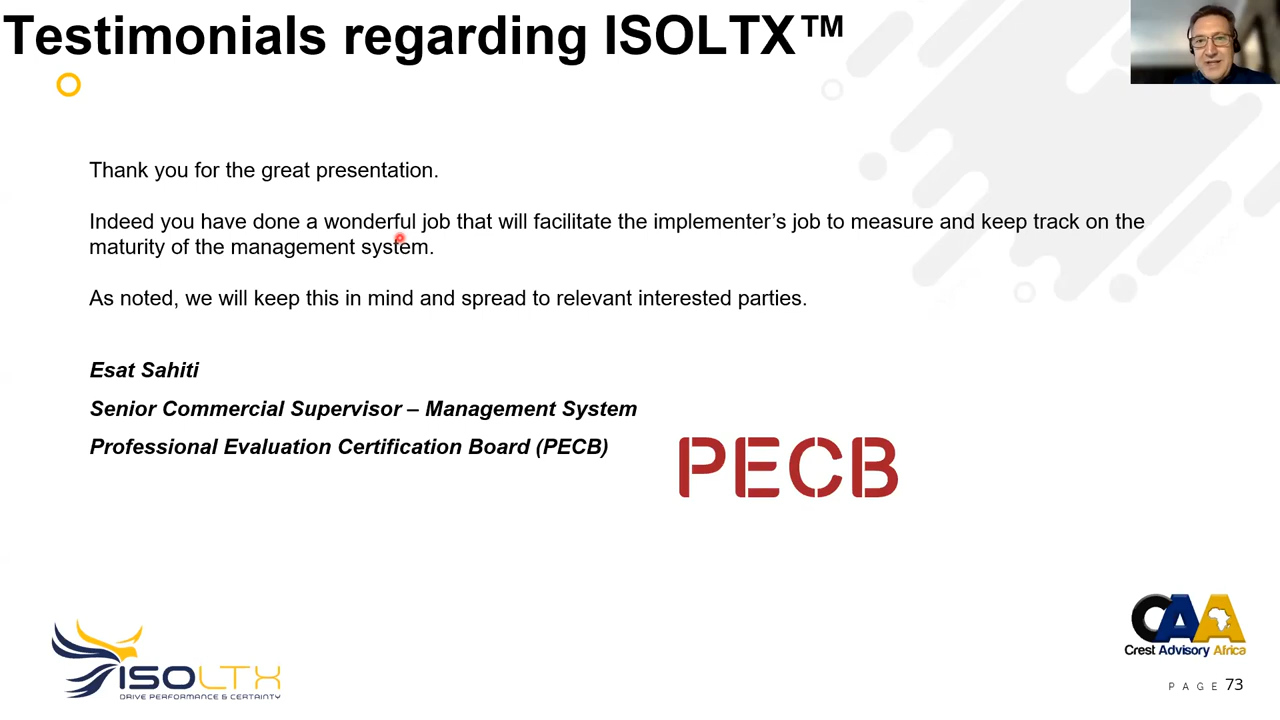 Testimonials regarding ISOLTX™
Thank you for the great presentation.
Indeed you have done a wonderful job that will facilitate the implementer’s job to measure and keep track on the
maturity of the management system.
As noted, we will keep this in mind and spread to relevant interested parties.
Esat Sahiti
Senior Commercial Supervisor – Management System
Professional Evaluation Certification Board (PECB)
PECB
ISOLTX
DRIVE PERFORMANCE & CERTAINTY
CAA
Crest Advisory Africa
PAGE 73